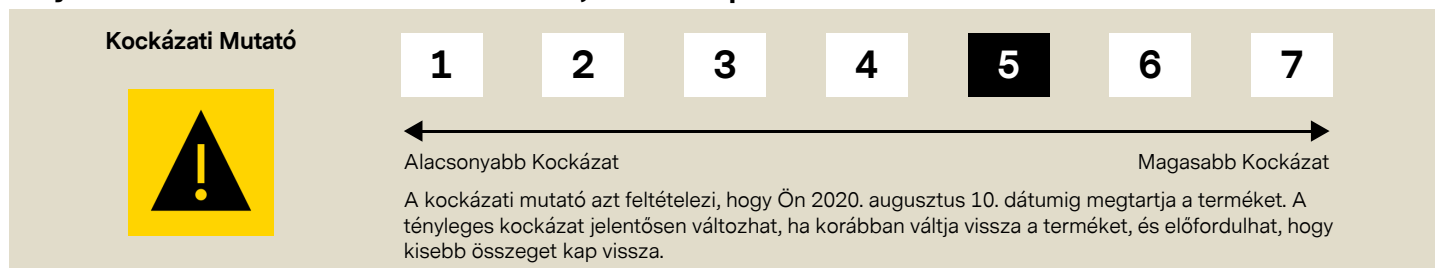 Kockázati Mutató
1 2 3 4 5 6 7
Alacsonyabb Kockázat Magasabb Kockázat
A kockázati mutató azt feltételezi, hogy Ön 2020. augusztus 10. dátumig megtartja a terméket. A
tényleges kockázat jelentősen változhat, ha korábban váltja vissza a terméket, és előfordulhat, hogy
kisebb összeget kap vissza.